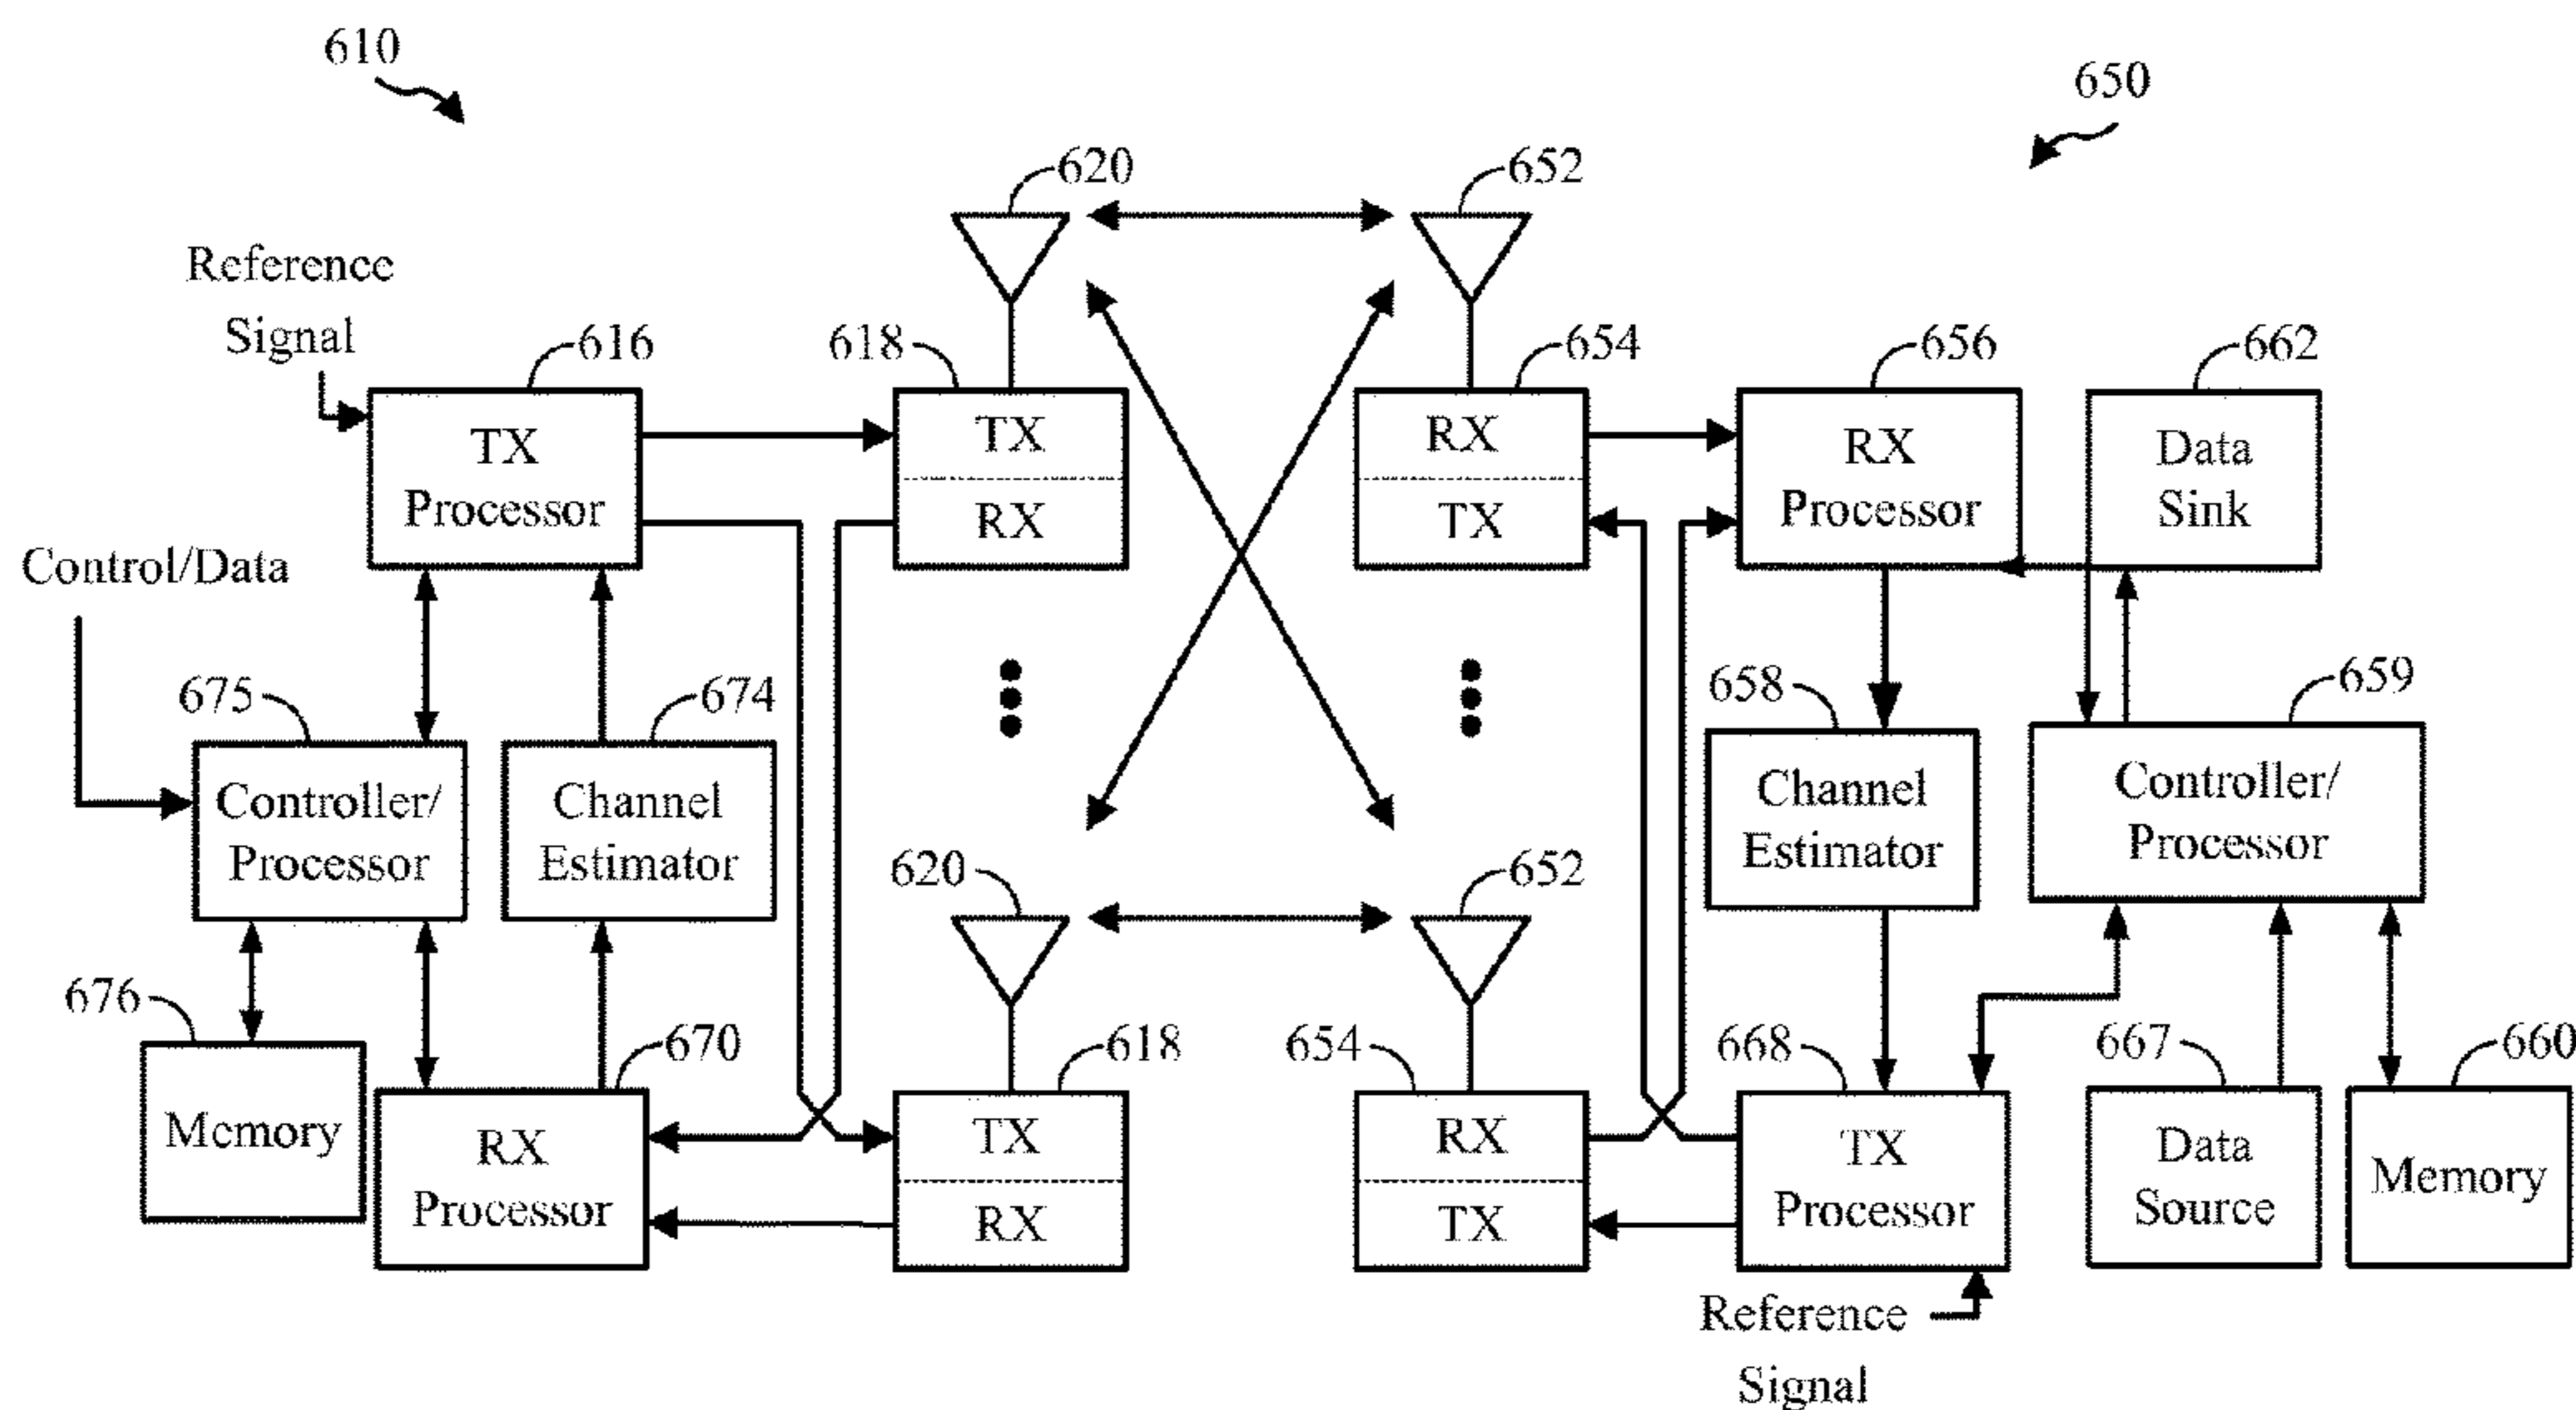 610
650
620
652
Reference
Signal
616
618
654
656
662
TX
Processor
TX
RX
RX
TX
RX
Processor
Data
Sink
Control/Data
675
674
658
659
Controller/
Processor
Channel
Estimator
Channel
Estimator
Controller/
Processor
620
652
676
670
618
654
668
667
660
Memory
RX
Processor
TX
RX
RX
TX
TX
Processor
Data
Source
Memory
Reference
Signal